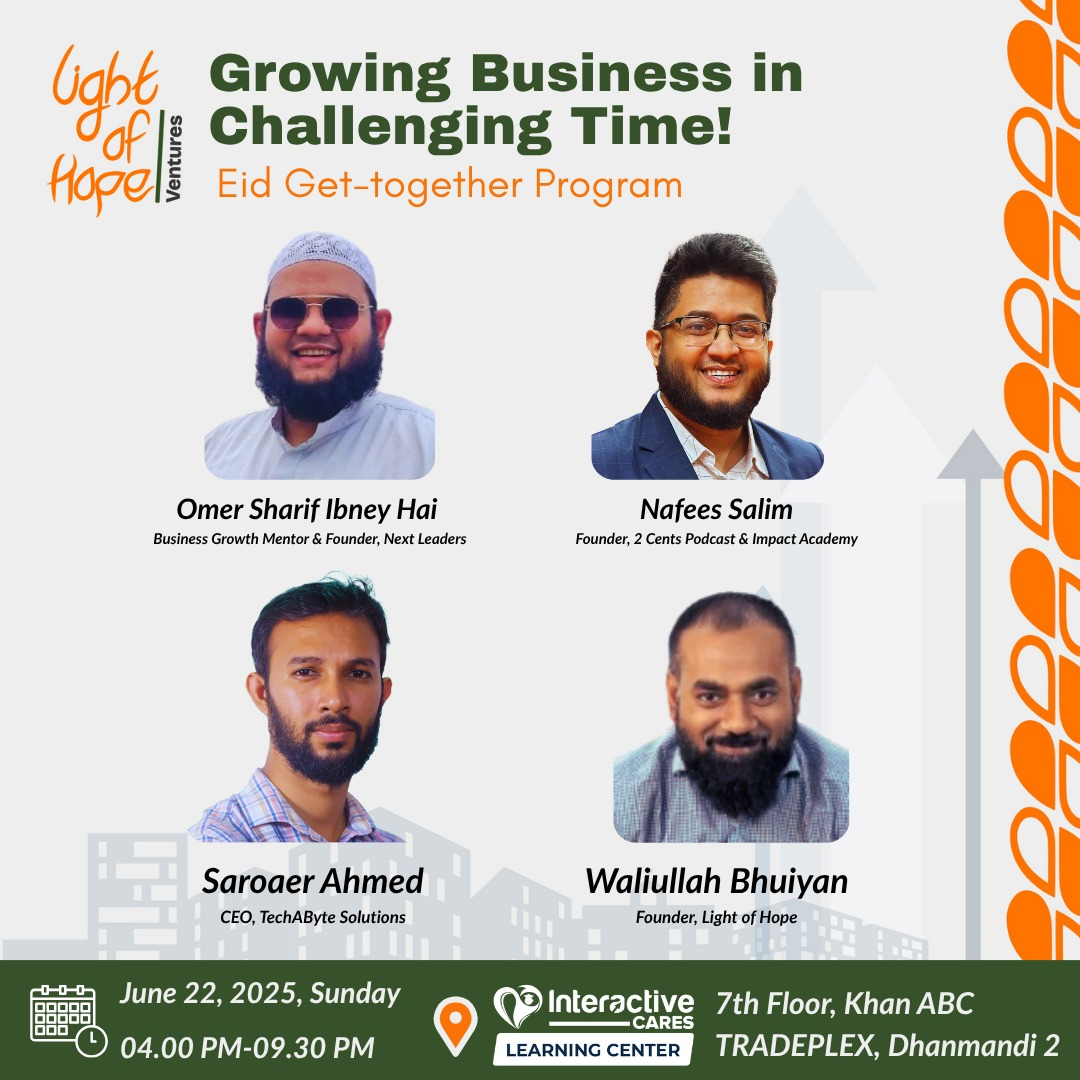 Light
of
Hope
Ventures
Growing Business in
Challenging Time!
Eid Get-together Program
Omer Sharif Ibney Hai
Business Growth Mentor & Founder, Next Leaders
Nafees Salim
Founder, 2 Cents Podcast & Impact Academy
Saroaer Ahmed
CEO, TechAByte Solutions
Waliullah Bhuiyan
Founder, Light of Hope
June 22, 2025, Sunday
04.00 PM-09.30 PM
Interactive
CARES
LEARNING CENTER
7th Floor, Khan ABC
TRADEPLEX, Dhanmandi 2